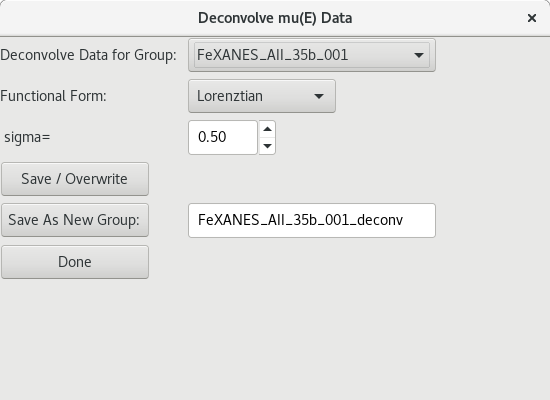 Deconvolve mu(E) Data
Deconvolve Data for Group: FeXANES_All_35b_001
Functional Form: Lorenztian
sigma= 0.50
Save / Overwrite
Save As New Group: FeXANES_All_35b_001_deconv
Done